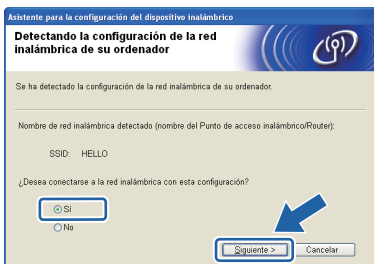 Asistente para la configuración del dispositivo inalámbrico
Detectando la configuración de la red
inalámbrica de su ordenador
Se ha detectado la configuración de la red inalámbrica de su ordenador.
Nombre de red inalámbrica detectado (nombre del Punto de acceso inalámbrico/Router):
SSID: HELLO
¿Desea conectarse a la red inalámbrica con esta configuración?
Sí
No
Siguiente > Cancelar